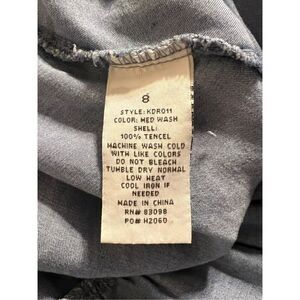 8
STYLE: KDR011
COLOR: MED WASH
SHELL:
100% TENCEL
MACHINE WASH COLD
WITH LIKE COLORS
DO NOT BLEACH
TUMBLE DRY NORMAL
LOW HEAT
COOL IRON IF
NEEDED
MADE IN CHINA
RN# 83098
PO# H2060